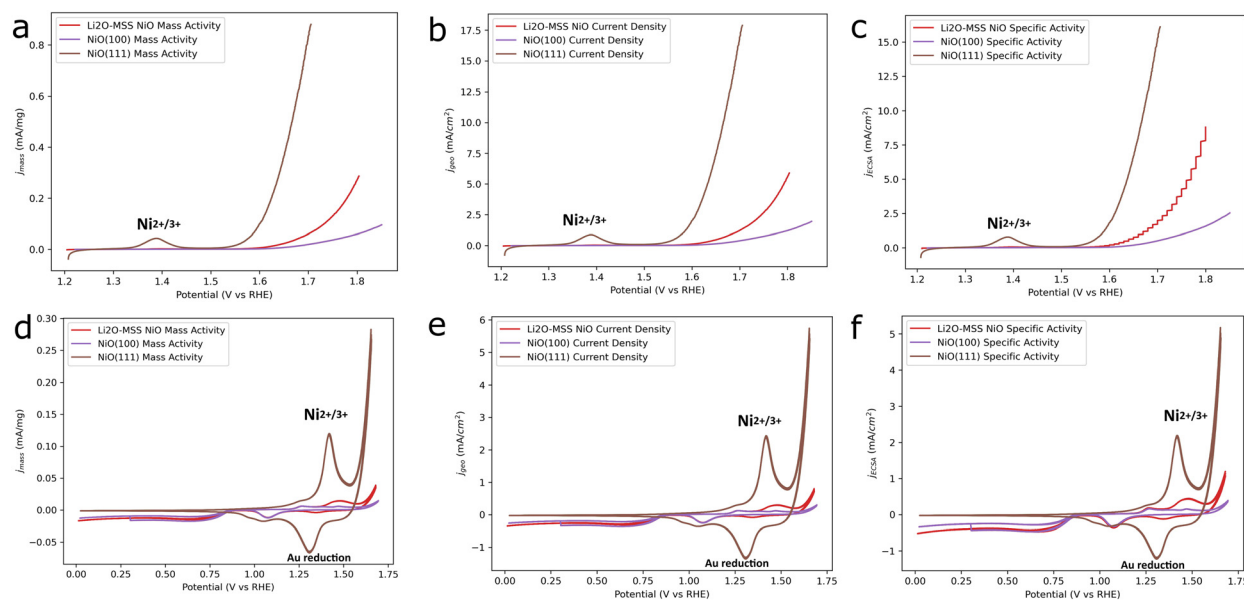 a
Li2O-MSS NiO Mass Activity
NiO(100) Mass Activity
NiO(111) Mass Activity
Ni2+/3+
j_mass (mA/mg)
0.8
0.6
0.4
0.2
0.0
1.2 1.3 1.4 1.5 1.6 1.7 1.8
Potential (V vs RHE)
b
Li2O-MSS NiO Current Density
NiO(100) Current Density
NiO(111) Current Density
Ni2+/3+
j_geo (mA/cm²)
17.5
15.0
12.5
10.0
7.5
5.0
2.5
0.0
1.2 1.3 1.4 1.5 1.6 1.7 1.8
Potential (V vs RHE)
c
Li2O-MSS NiO Specific Activity
NiO(100) Specific Activity
NiO(111) Specific Activity
Ni2+/3+
j_ECSA (mA/cm²)
15.0
12.5
10.0
7.5
5.0
2.5
0.0
1.2 1.3 1.4 1.5 1.6 1.7 1.8
Potential (V vs RHE)
d
Li2O-MSS NiO Mass Activity
NiO(100) Mass Activity
NiO(111) Mass Activity
Ni2+/3+
Au reduction
j_mass (mA/mg)
0.30
0.25
0.20
0.15
0.10
0.05
0.00
−0.05
0.00 0.25 0.50 0.75 1.00 1.25 1.50 1.75
Potential (V vs RHE)
e
Li2O-MSS NiO Current Density
NiO(100) Current Density
NiO(111) Current Density
Ni2+/3+
Au reduction
j_geo (mA/cm²)
6
5
4
3
2
1
0
−1
0.00 0.25 0.50 0.75 1.00 1.25 1.50 1.75
Potential (V vs RHE)
f
Li2O-MSS NiO Specific Activity
NiO(100) Specific Activity
NiO(111) Specific Activity
Ni2+/3+
Au reduction
j_ECSA (mA/cm²)
5
4
3
2
1
0
−1
0.00 0.25 0.50 0.75 1.00 1.25 1.50 1.75
Potential (V vs RHE)